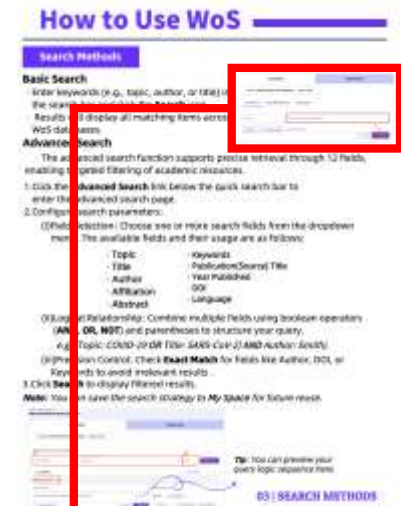 How to Use WoS
Search Methods
Basic Search
Enter keywords (e.g., topic, author, or title) in
the search bar and click the Search
Results will display all matching items across
WoS databases
Advanced Search
The advanced search function supports precise retrieval through 12 fields,
enabling targeted filtering of academic resources.
1.Click the Advanced Search link below the quick search bar to
enter the advanced search page.
2.Configure search parameters:
(i)Field Selection: Choose one or more search fields from the dropdown
menu. The available fields and their usage are as follows:
· Topic · Keywords
· Title · Publication(Source) Title
· Author · Year Published
· Affiliation · DOI
· Abstract · Language
(ii)Logical Relationship: Combine multiple fields using boolean operators
(AND, OR, NOT) and parentheses to structure your query.
e.g. Topic: COVID-19 OR Title: SARS-CoV-2) AND Author: Smith).
(iii)Precision Control: Check Exact Match for fields like Author, DOI, or
Keywords to avoid irrelevant results .
3.Click Search to display filtered results.
Note: You can save the search strategy to My Space for future reuse.
Tip: You can preview your
query logic sequence here.
03 | SEARCH METHODS